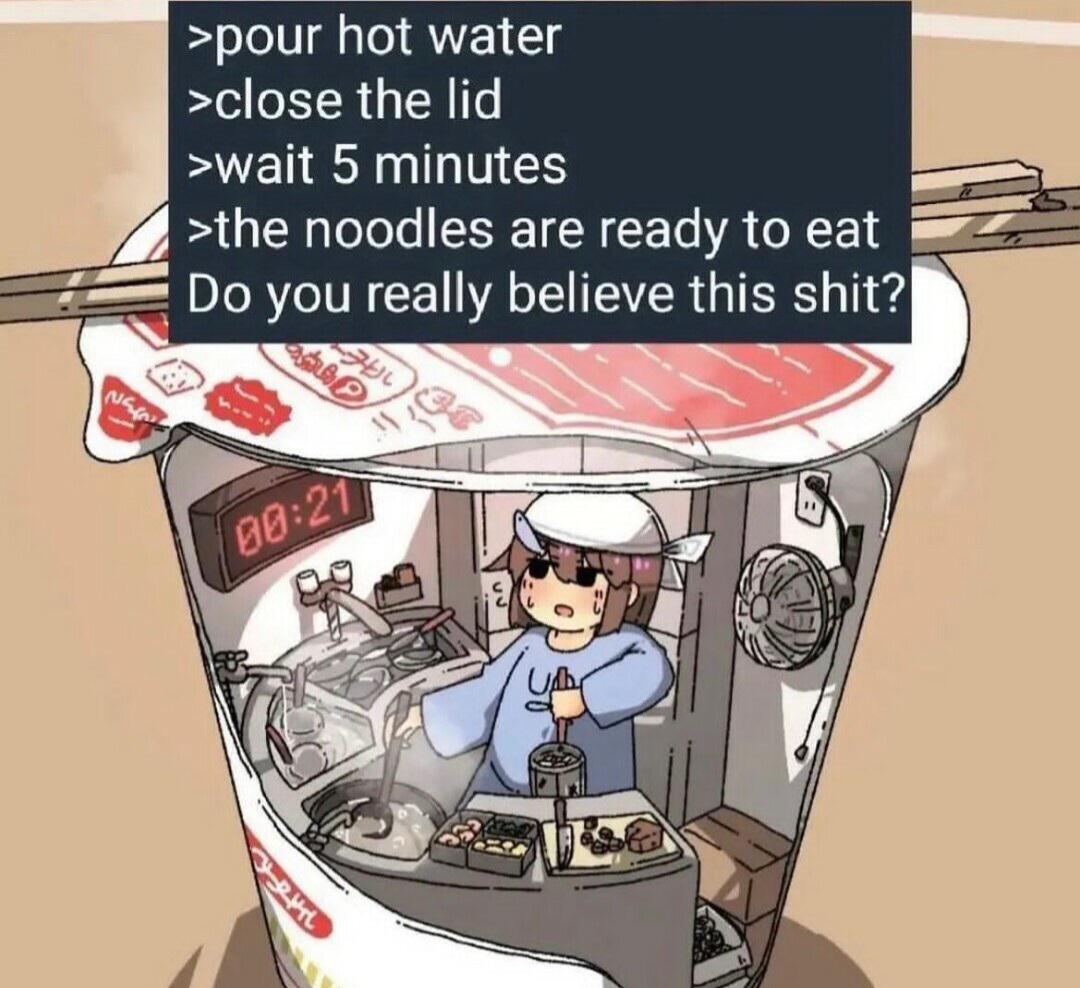 >pour hot water
>close the lid
>wait 5 minutes
>the noodles are ready to eat
Do you really believe this shit?
00:21